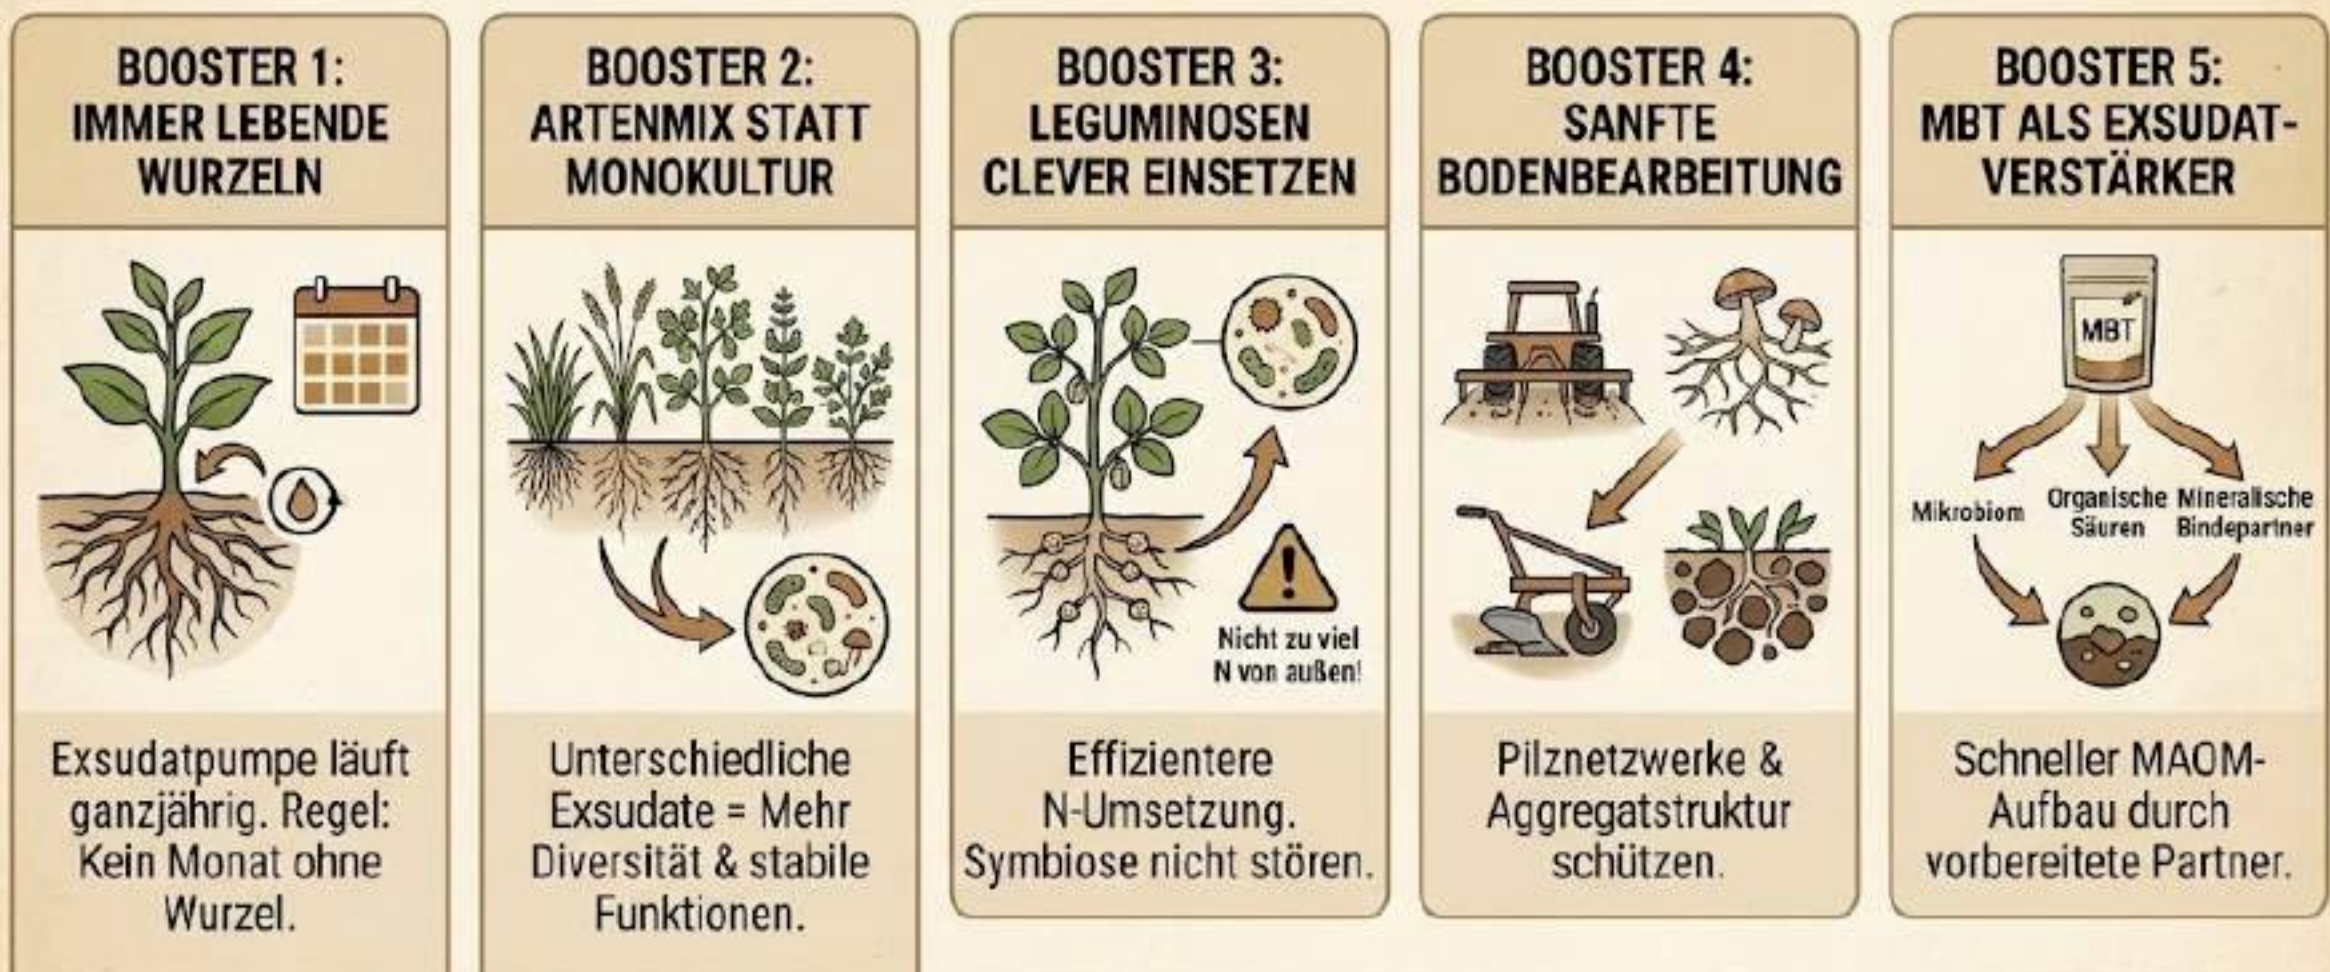 BOOSTER 1:
IMMER LEBENDE
WURZELN
Exsudatpumpe läuft
ganzjährig. Regel:
Kein Monat ohne
Wurzel.
BOOSTER 2:
ARTENMIX STATT
MONOKULTUR
Unterschiedliche
Exsudate = Mehr
Diversität & stabile
Funktionen.
BOOSTER 3:
LEGUMINOSEN
CLEVER EINSETZEN
Nicht zu viel
N von außen!
Effizientere
N-Umsetzung.
Symbiose nicht stören.
BOOSTER 4:
SANFTE
BODENBEARBEITUNG
Pilznetzwerke &
Aggregatstruktur
schützen.
BOOSTER 5:
MBT ALS EXSUDAT-
VERSTÄRKER
MBT
Mikrobiom
Organische
Säuren
Mineralische
Bindepartner
Schneller MAOM-
Aufbau durch
vorbereitete Partner.